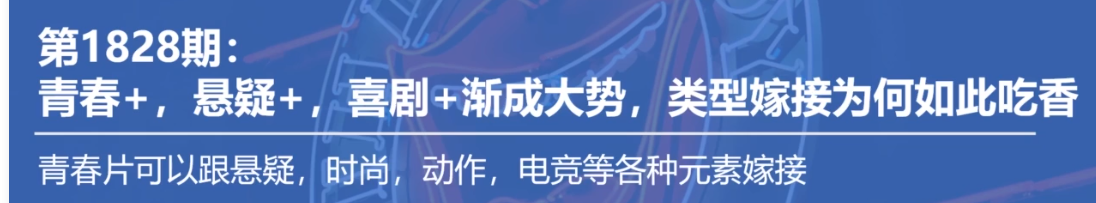 第1828期：
青春+，悬疑+，喜剧+渐成大势，类型嫁接为何如此吃香
青春片可以跟悬疑，时尚，动作，电竞等各种元素嫁接